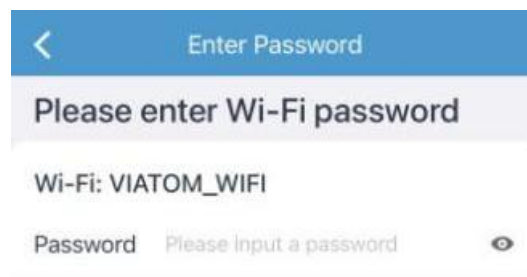 Enter Password
Please enter Wi-Fi password
Wi-Fi: VIATOM_WIFI
Password Please input a password